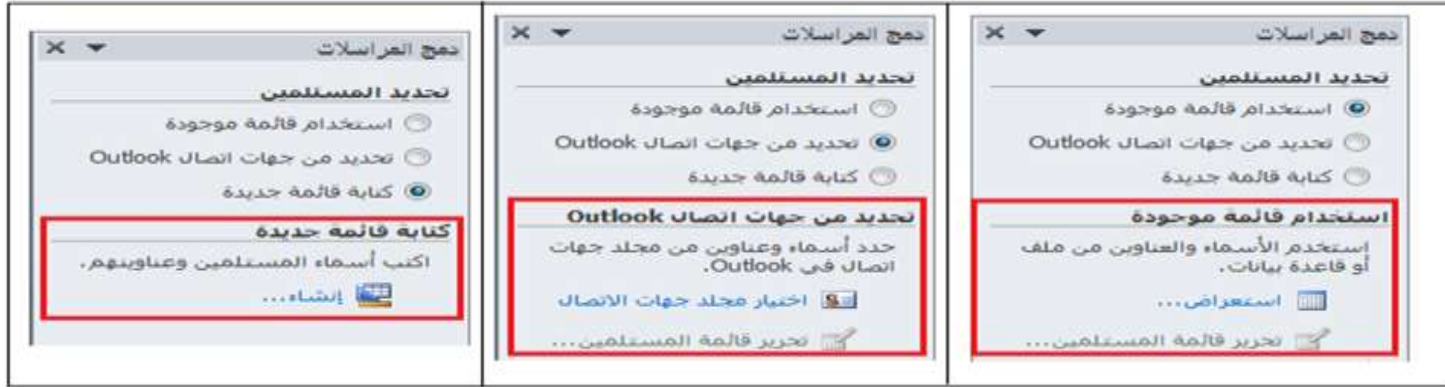 دمج المراسلات
تحديد المستلمين
استخدام قائمة موجودة
تحديد من جهات اتصال Outlook
كتابة قائمة جديدة
استخدام قائمة موجودة
استخدم الأسماء والعناوين من ملف
أو قاعدة بيانات.
استعراض...
تحرير قائمة المستلمين...
دمج المراسلات
تحديد المستلمين
استخدام قائمة موجودة
تحديد من جهات اتصال Outlook
كتابة قائمة جديدة
تحديد من جهات اتصال Outlook
حدد أسماء وعناوين من مجلد جهات
اتصال في Outlook.
اختيار مجلد جهات الاتصال
تحرير قائمة المستلمين...
دمج المراسلات
تحديد المستلمين
استخدام قائمة موجودة
تحديد من جهات اتصال Outlook
كتابة قائمة جديدة
كتابة قائمة جديدة
اكتب أسماء المستلمين وعناوينهم.
إنشاء...